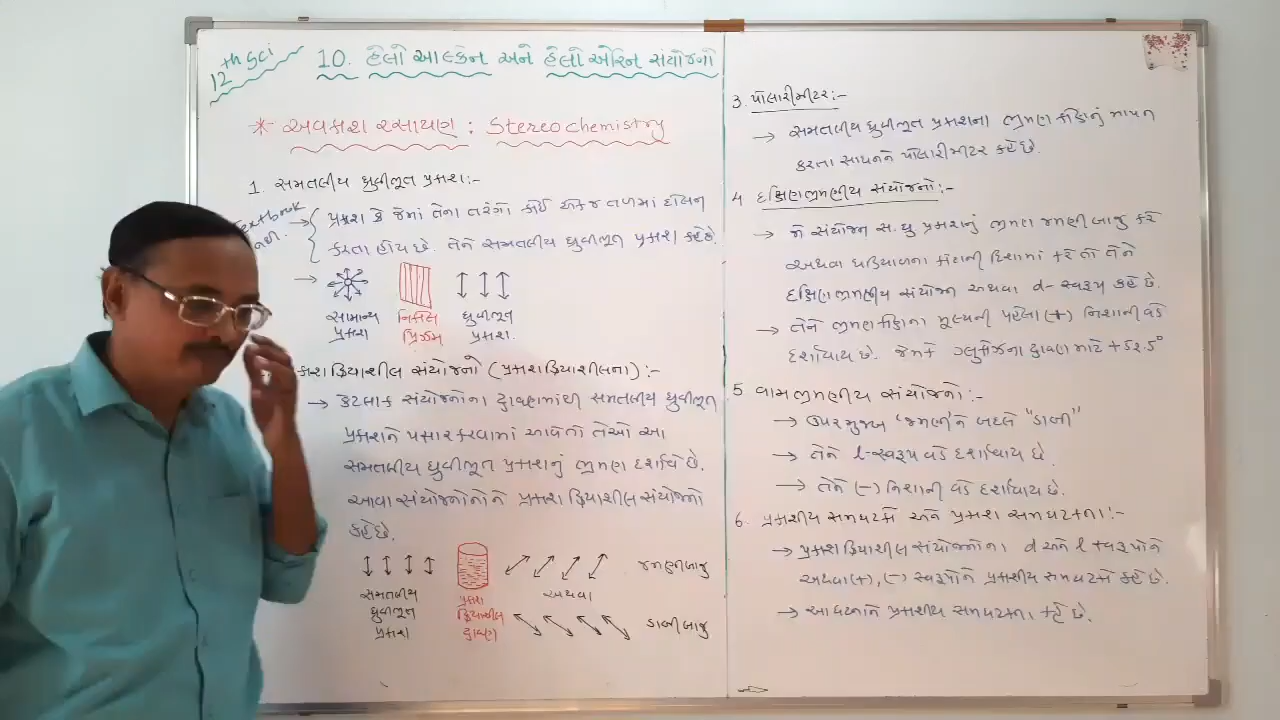 12th Sci
10. હેલો આલ્કેન અને હેલો એરિન સંયોજનો
* અવકાશ રસાયણ : Stereochemistry
1. સમતલીય ધ્રુવીભૂત પ્રકાશ:-
→ પ્રકાશ કે જેમાં તેના તરંગો કોઈ એક જ તળમાં દોલન
કરતા હોય છે. તેને સમતલીય ધ્રુવીભૂત પ્રકાશ કહે છે.
→
સામાન્ય પ્રકાશ
નિકોલ પ્રિઝમ
ધ્રુવીભૂત પ્રકાશ.
ક્રિયાશીલ સંયોજનો (પ્રકાશક્રિયાશીલતા) :-
→ કેટલાક સંયોજનોના દ્રાવણમાંથી સમતલીય ધ્રુવીભૂત
પ્રકાશને પસાર કરવામાં આવે તો તેઓ આ
સમતલીય ધ્રુવીભૂત પ્રકાશનું ભ્રમણ દર્શાવે છે.
આવા સંયોજનોને પ્રકાશ ક્રિયાશીલ સંયોજનો
કહે છે.
સમતલીય ધ્રુવીભૂત પ્રકાશ
પ્રકાશ ક્રિયાશીલ દ્રાવણ
જમણીબાજુ
અથવા
ડાબીબાજુ
3. પોલારીમીટર:-
→ સમતલીય ધ્રુવીભૂત પ્રકાશના ભ્રમણ કોણનું માપન
કરતા સાધનને પોલારીમીટર કહે છે.
4 દક્ષિણભ્રમણીય સંયોજનો:-
→ જે સંયોજન સ.ધ્રુ પ્રકાશનું ભ્રમણ જમણી બાજુ કરે
અથવા ઘડિયાળના કાંટાની દિશામાં કરે તો તેને
દક્ષિણભ્રમણીય સંયોજન અથવા d- સ્વરૂપ કહે છે.
→ તેને ભ્રમણકોણના મૂલ્યની પહેલા (+) નિશાની વડે
દર્શાવાય છે. જેમકે ગ્લુકોઝના દ્રાવણ માટે +52.5°
5 વામભ્રમણીય સંયોજનો:-
→ ઉપર મુજબ 'જમણી'ને બદલે "ડાબી"
→ તેને l-સ્વરૂપ વડે દર્શાવાય છે.
→ તેને (-) નિશાની વડે દર્શાવાય છે.
6. પ્રકાશીય સમઘટકો અને પ્રકાશ સમઘટકતા:-
→ પ્રકાશક્રિયાશીલ સંયોજનોના d અને l સ્વરૂપોને
અથવા (+), (-) સ્વરૂપોને પ્રકાશીય સમઘટકો કહે છે.
→ આ ઘટનાને પ્રકાશીય સમઘટકતા કહે છે.